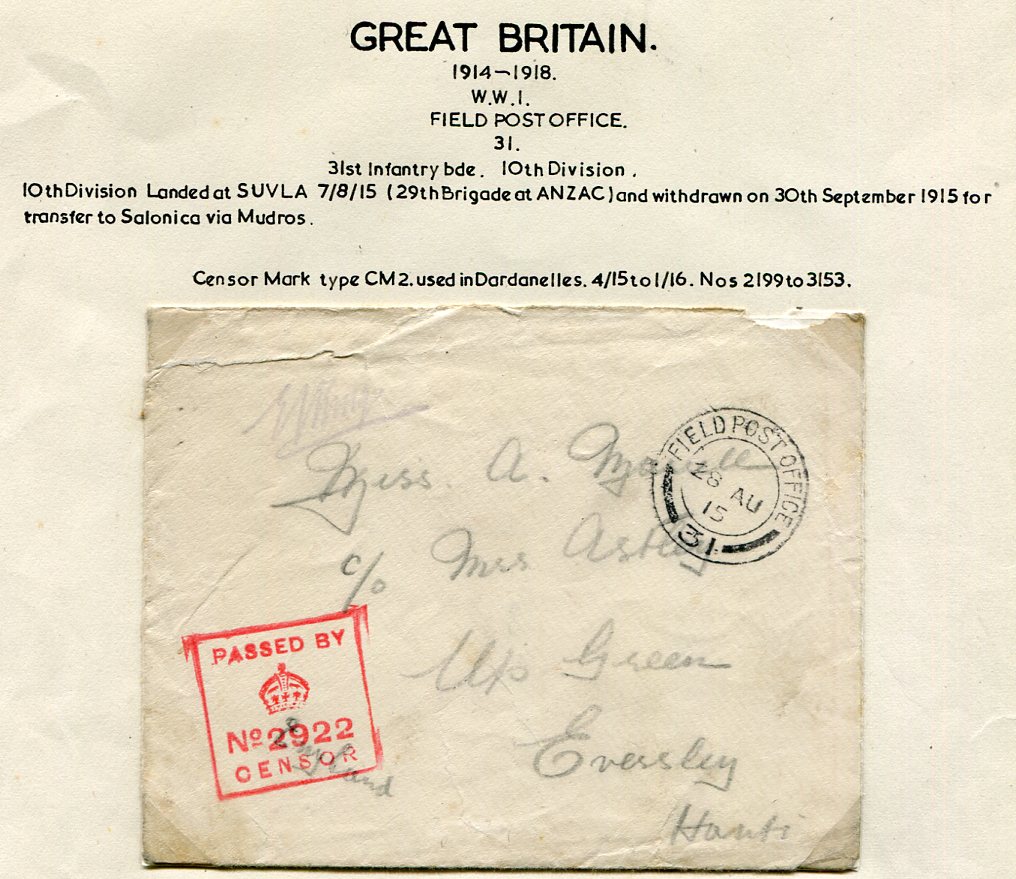 GREAT BRITAIN.
1914-1918.
W.W.I.
FIELD POST OFFICE.
31.
31st Infantry bde. 10th Division.
10th Division Landed at SUVLA 7/8/15 (29th Brigade at ANZAC) and withdrawn on 30th September 1915 for
transfer to Salonica via Mudros.
Censor Mark type CM2. used in Dardanelles. 4/15 to 1/16. Nos 2199 to 3153.
Miss. A.
FIELD POST OFFICE
28 AU
15
31
c/o Mrs Astley
PASSED BY
No 2922
CENSOR
Green
Eversley
England
Hants